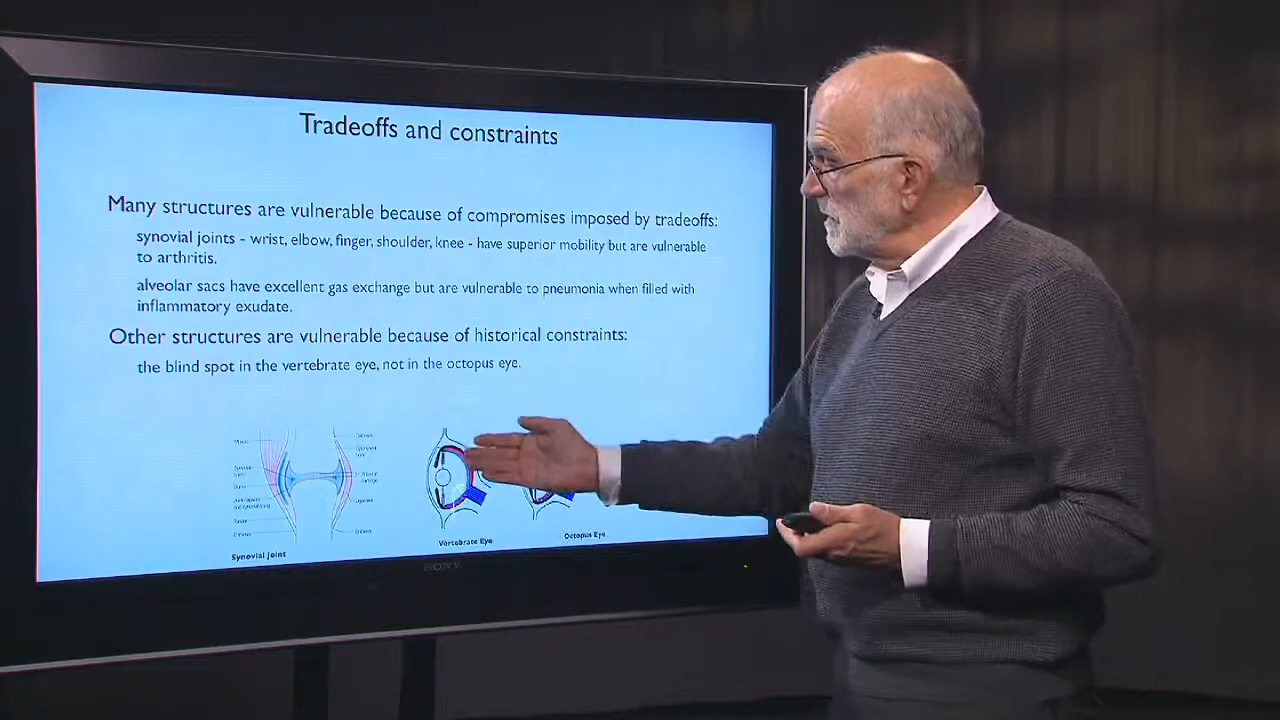 Tradeoffs and constraints
Many structures are vulnerable because of compromises imposed by tradeoffs:
synovial joints - wrist, elbow, finger, shoulder, knee - have superior mobility but are vulnerable
to arthritis.
alveolar sacs have excellent gas exchange but are vulnerable to pneumonia when filled with
inflammatory exudate.
Other structures are vulnerable because of historical constraints:
the blind spot in the vertebrate eye, not in the octopus eye.
Synovial Joint
Vertebrate Eye
Octopus Eye
SONY